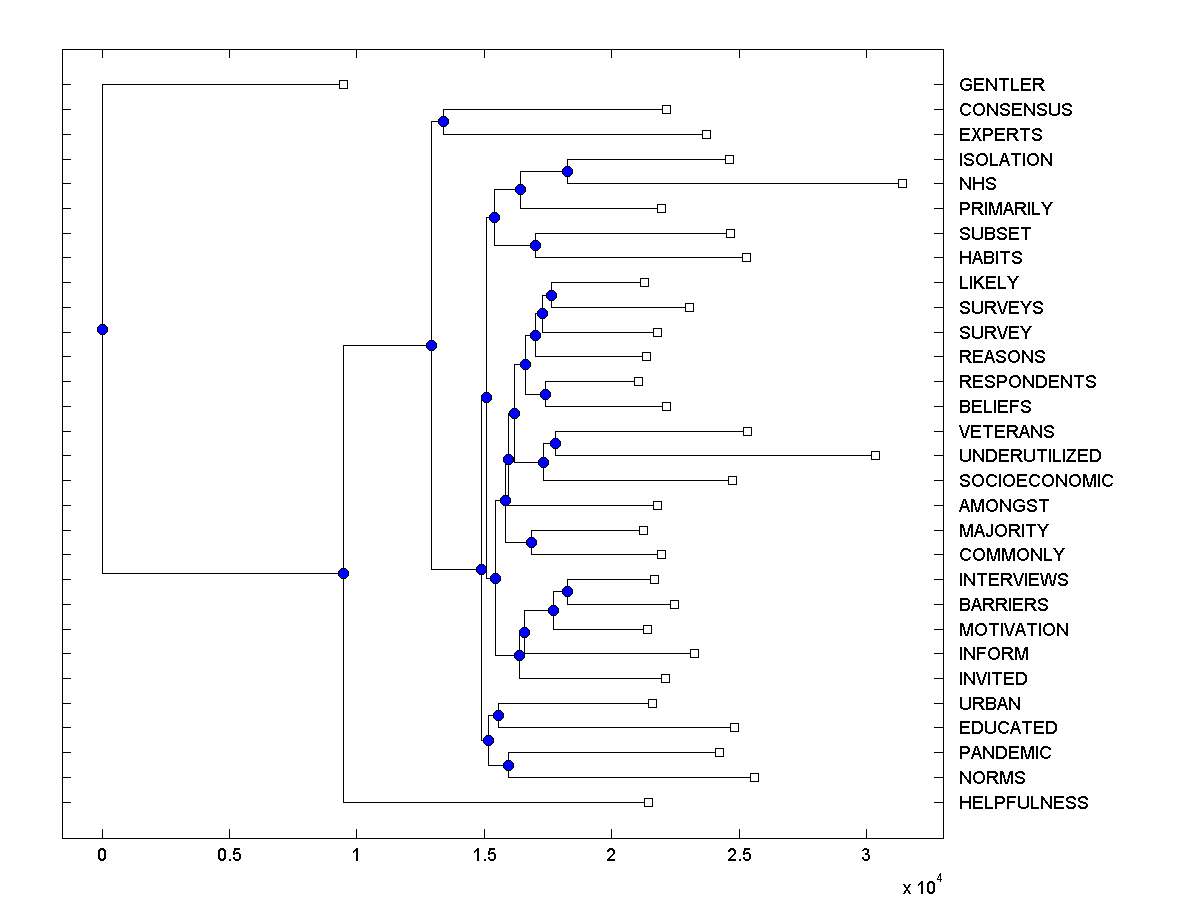 GENTLER
CONSENSUS
EXPERTS
ISOLATION
NHS
PRIMARILY
SUBSET
HABITS
LIKELY
SURVEYS
SURVEY
REASONS
RESPONDENTS
BELIEFS
VETERANS
UNDERUTILIZED
SOCIOECONOMIC
AMONGST
MAJORITY
COMMONLY
INTERVIEWS
BARRIERS
MOTIVATION
INFORM
INVITED
URBAN
EDUCATED
PANDEMIC
NORMS
HELPFULNESS
0 0.5 1 1.5 2 2.5 3
x 10^4